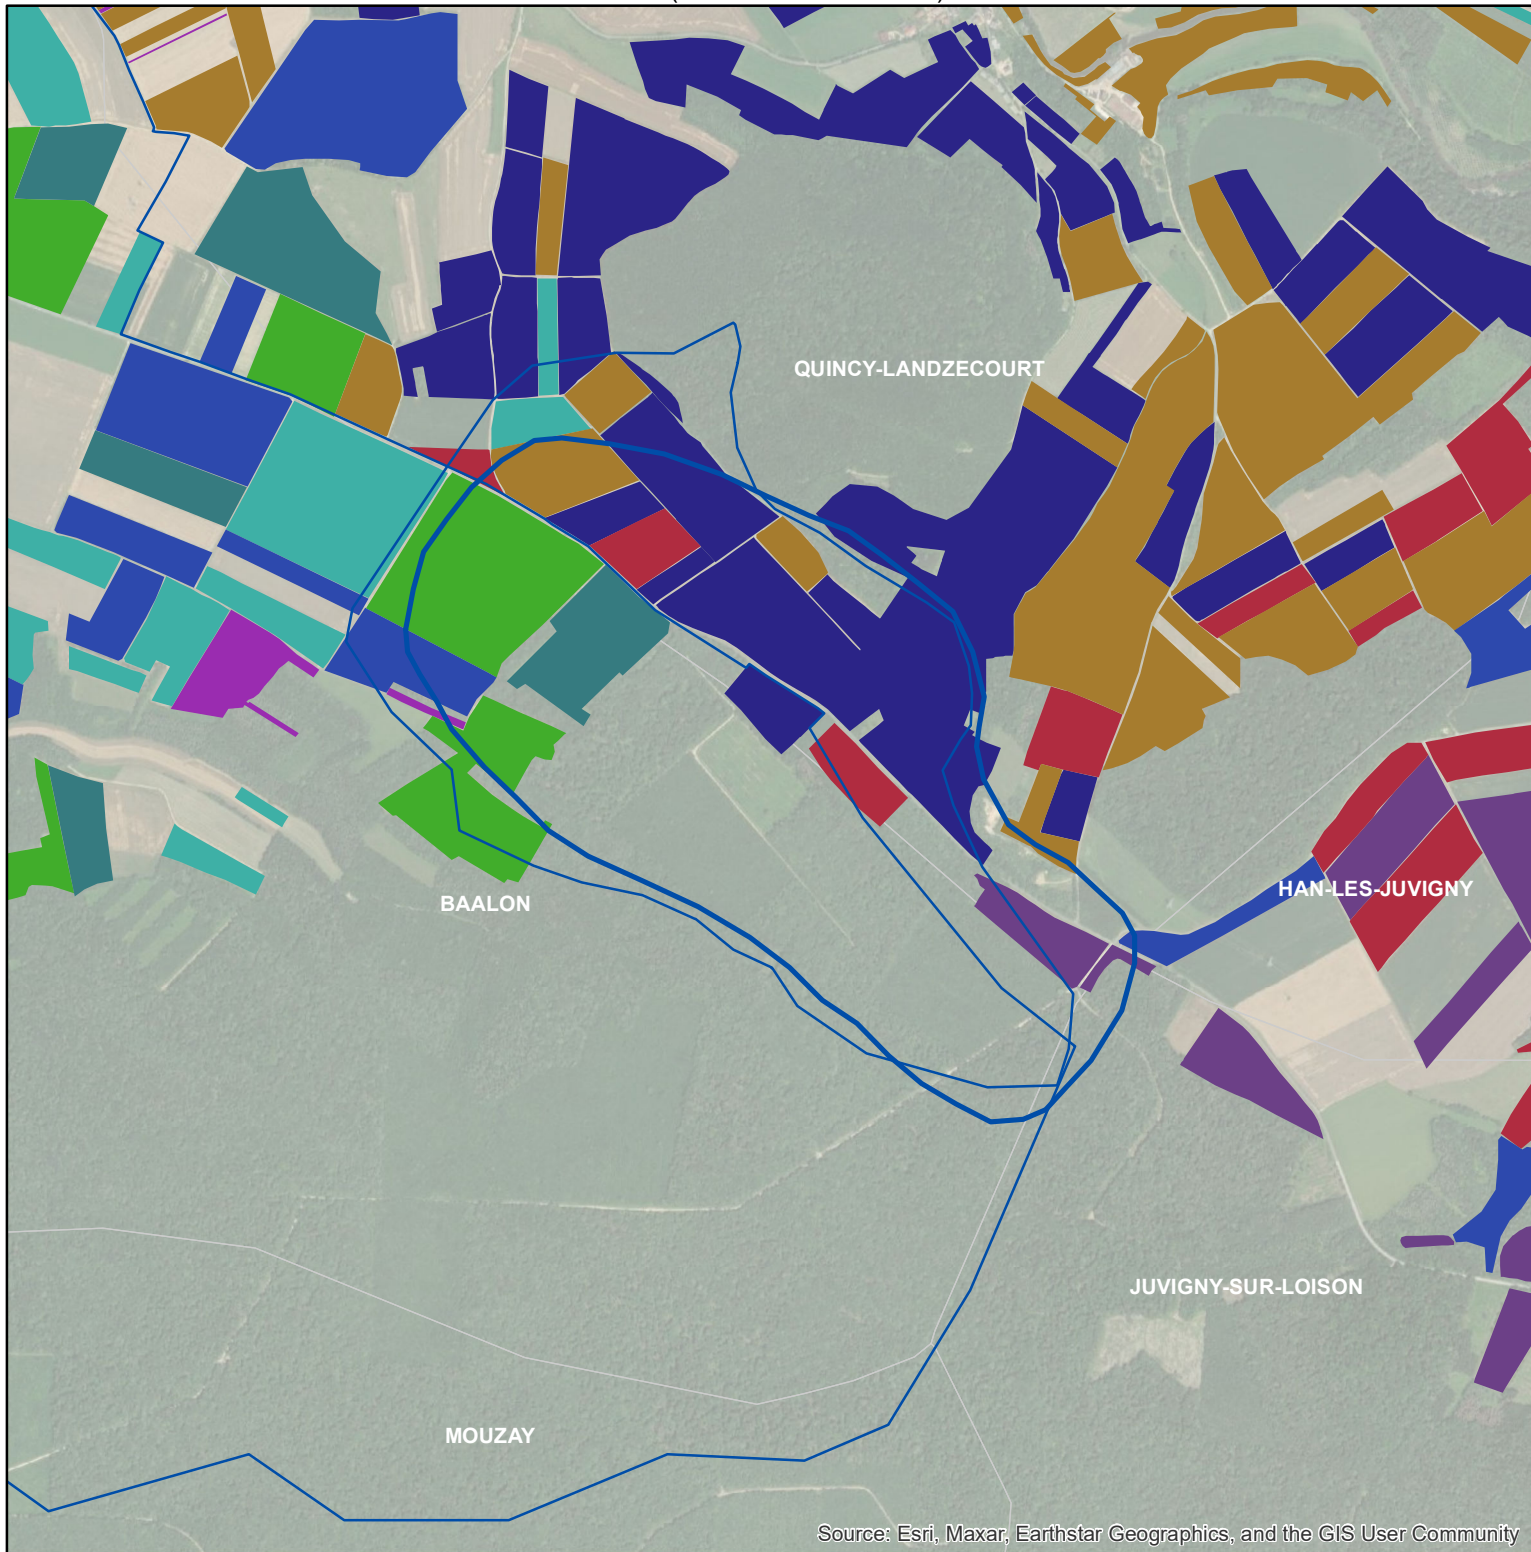 QUINCY-LANDZECOURT
HAN-LES-JUVIGNY
BAALON
JUVIGNY-SUR-LOISON
MOUZAY
Source: Esri, Maxar, Earthstar Geographics, and the GIS User Community